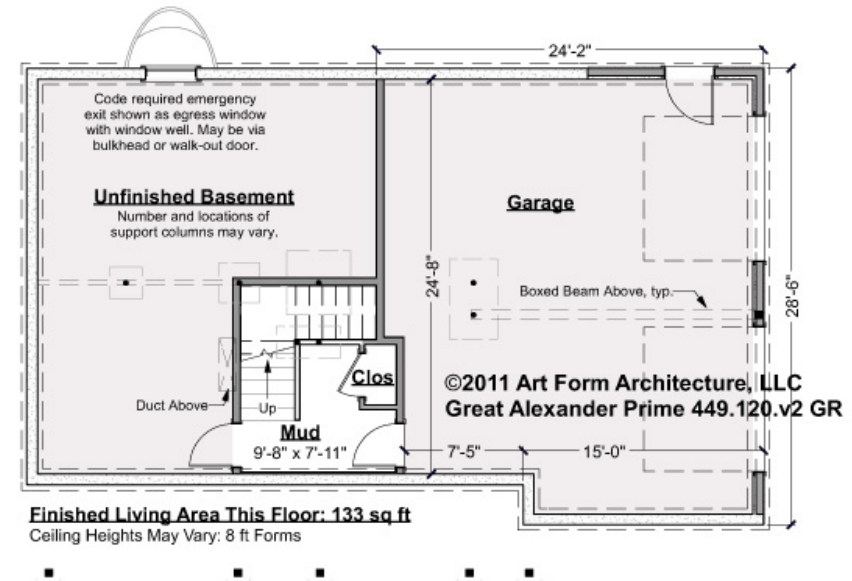 24'-2"
Code required emergency
exit shown as egress window
with window well. May be via
bulkhead or walk-out door.
Unfinished Basement
Number and locations of
support columns may vary.
Garage
24'-8"
28'-6"
Boxed Beam Above, typ.
Clos
©2011 Art Form Architecture, LLC
Great Alexander Prime 449.120.v2 GR
Duct Above
Up
Mud
9'-8" x 7'-11"
7'-5"
15'-0"
Finished Living Area This Floor: 133 sq ft
Ceiling Heights May Vary: 8 ft Forms